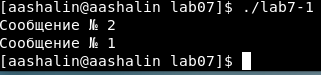 [aashalin@aashalin lab07]$ ./lab7-1
Сообщение № 2
Сообщение № 1
[aashalin@aashalin lab07]$